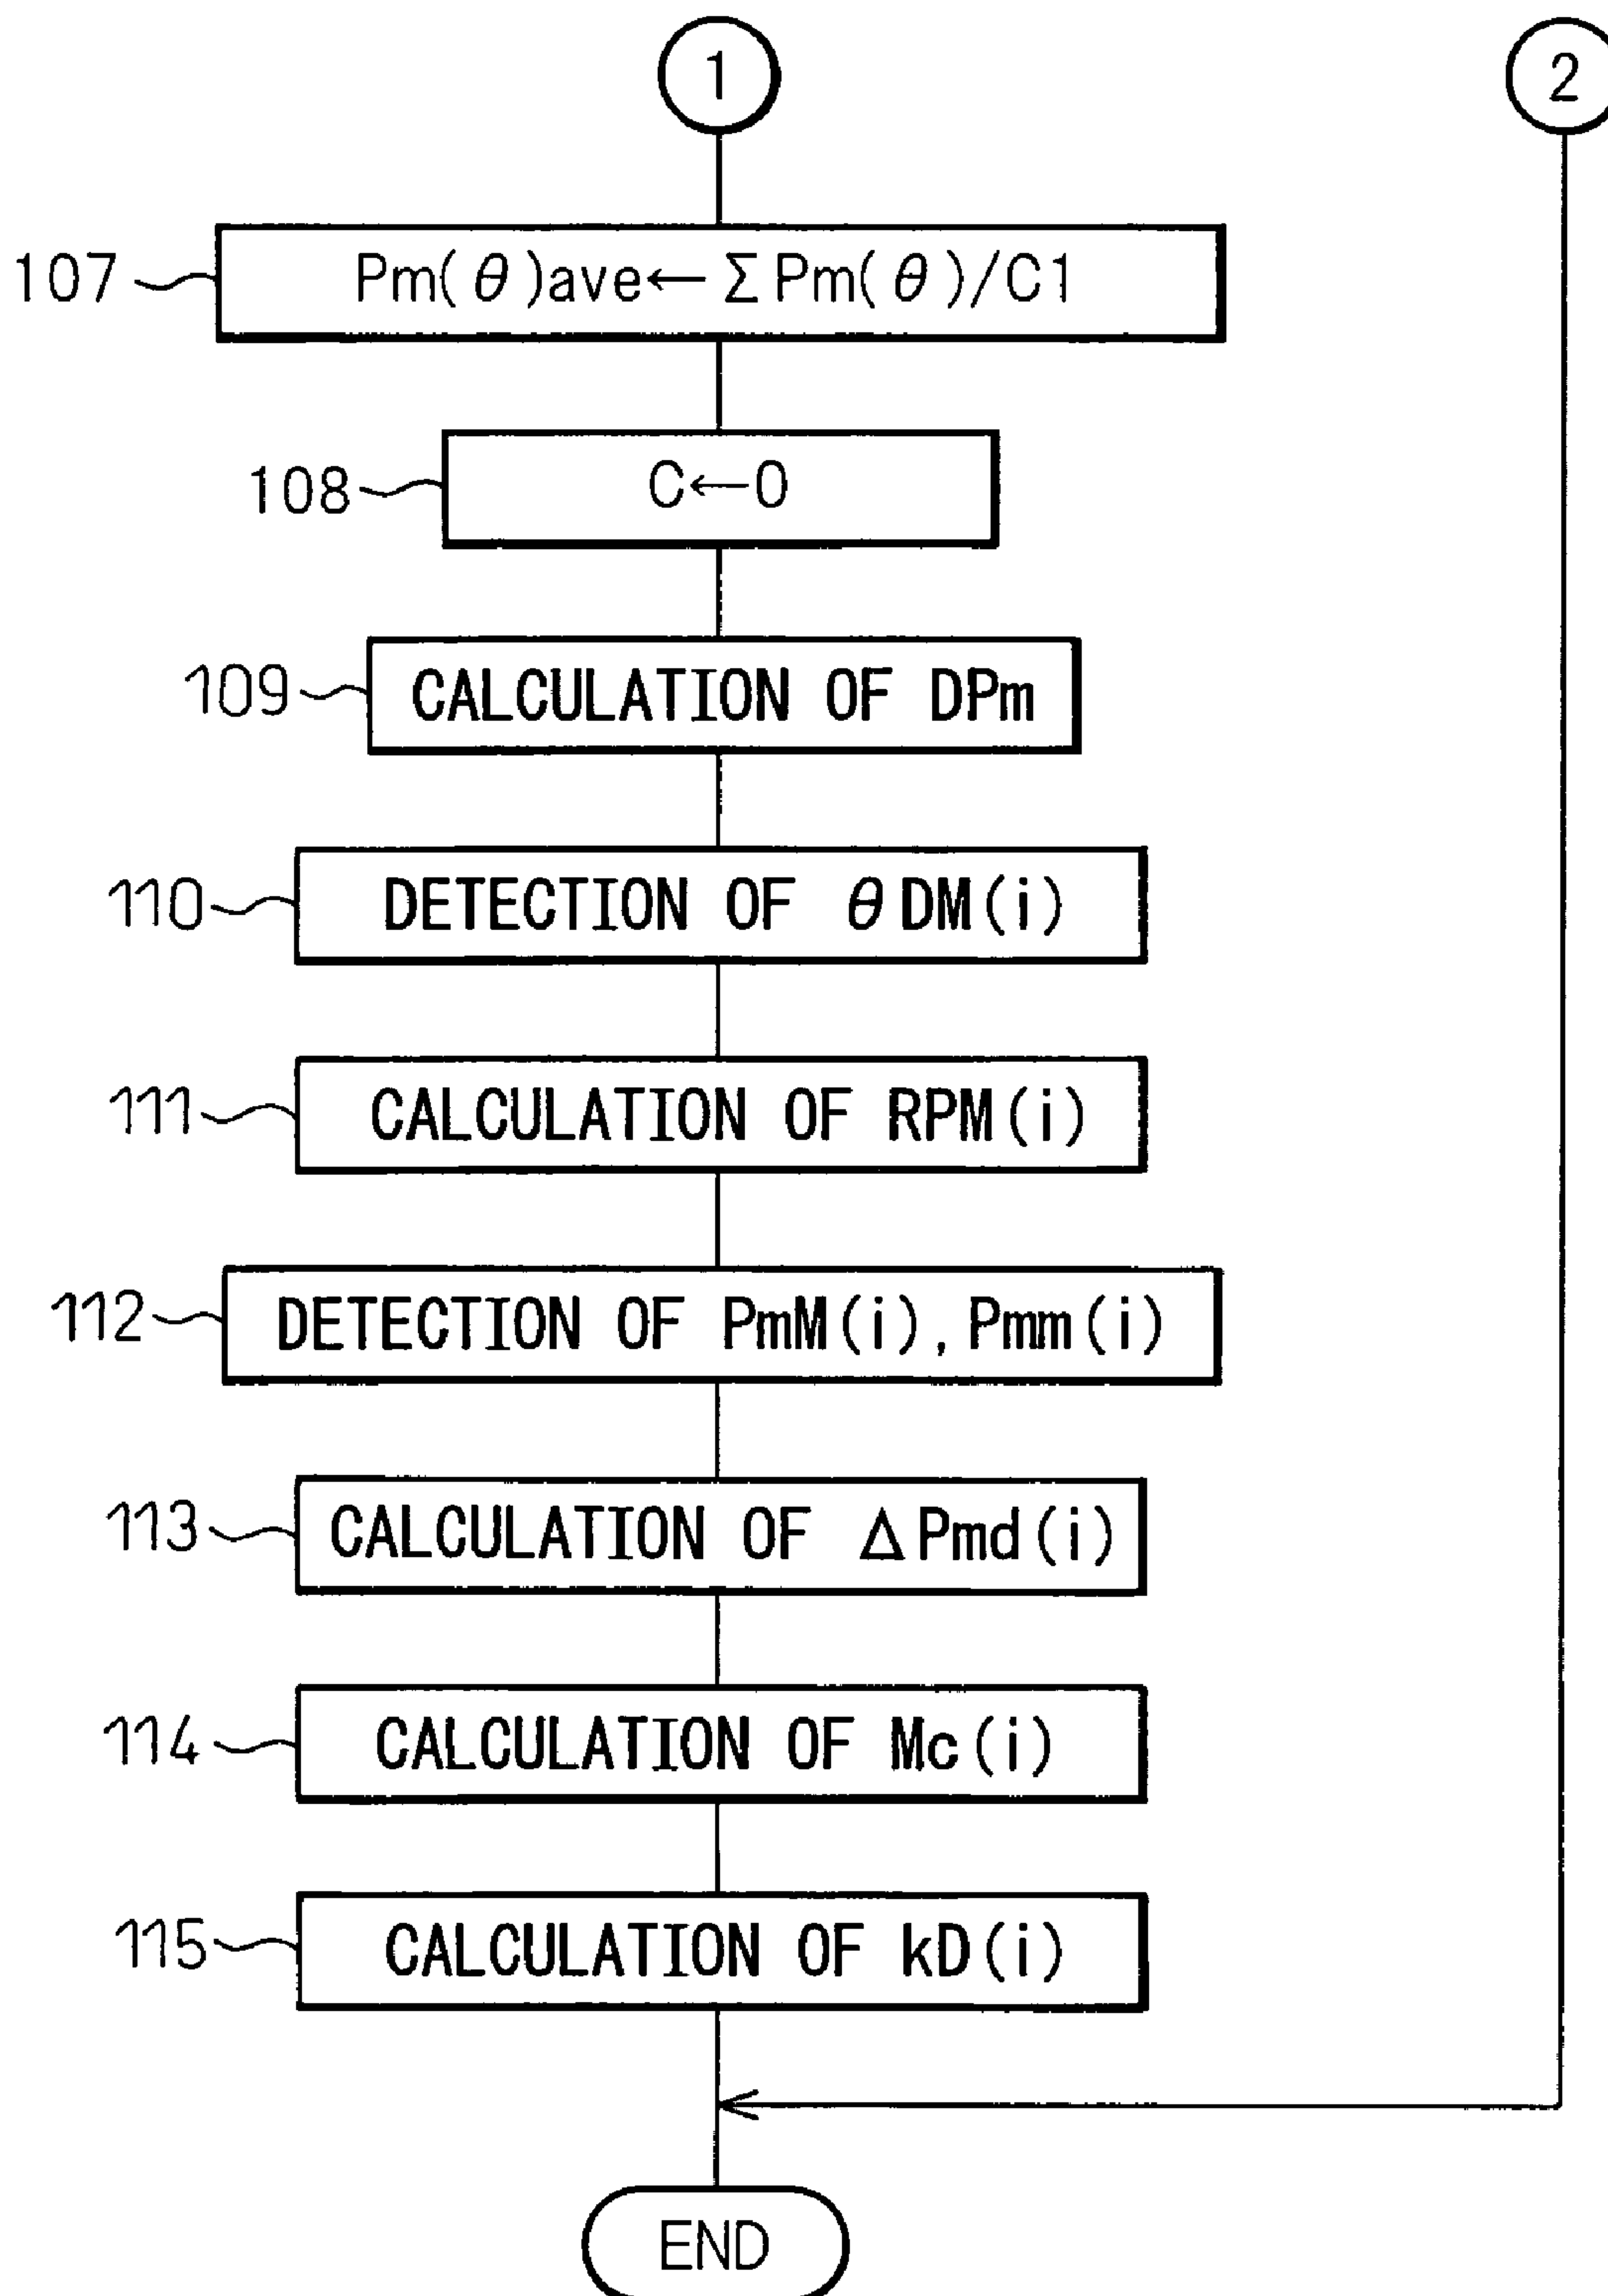 1
2
107 Pm(θ)ave←ΣPm(θ)/C1
108 C←0
109 CALCULATION OF DPm
110 DETECTION OF θDM(i)
111 CALCULATION OF RPM(i)
112 DETECTION OF PmM(i), Pmm(i)
113 CALCULATION OF ΔPmd(i)
114 CALCULATION OF Mc(i)
115 CALCULATION OF kD(i)
END